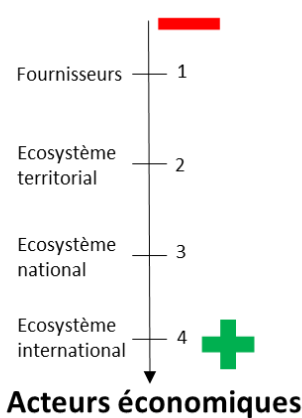 Fournisseurs 1
Ecosystème
territorial 2
Ecosystème
national 3
Ecosystème
international 4
Acteurs économiques